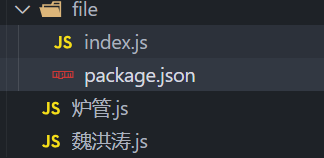 file
JS index.js
package.json
JS 炉管.js
JS 魏洪涛.js